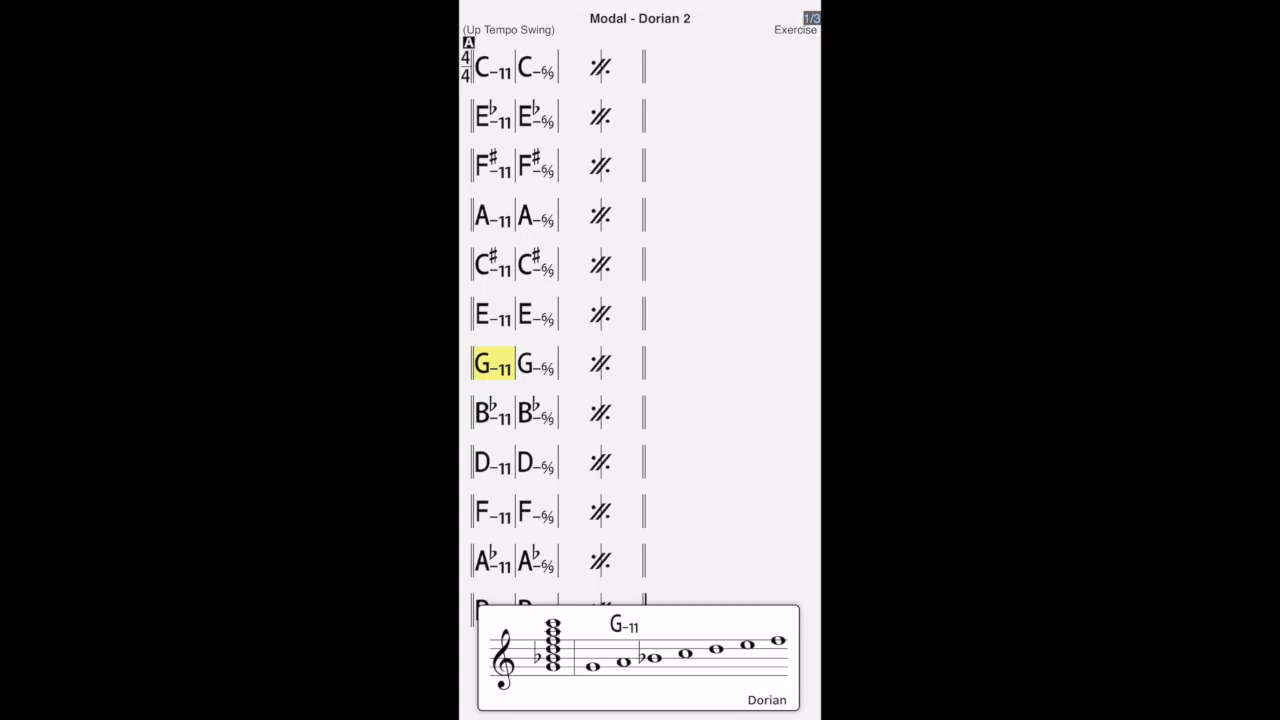 Modal - Dorian 2
1/3
(Up Tempo Swing)
Exercise
A
4/4 C-11 C-6/9
E♭-11 E♭-6/9
F♯-11 F♯-6/9
A-11 A-6/9
C♯-11 C♯-6/9
E-11 E-6/9
G-11 G-6/9
B♭-11 B♭-6/9
D-11 D-6/9
F-11 F-6/9
A♭-11 A♭-6/9
G-11
Dorian